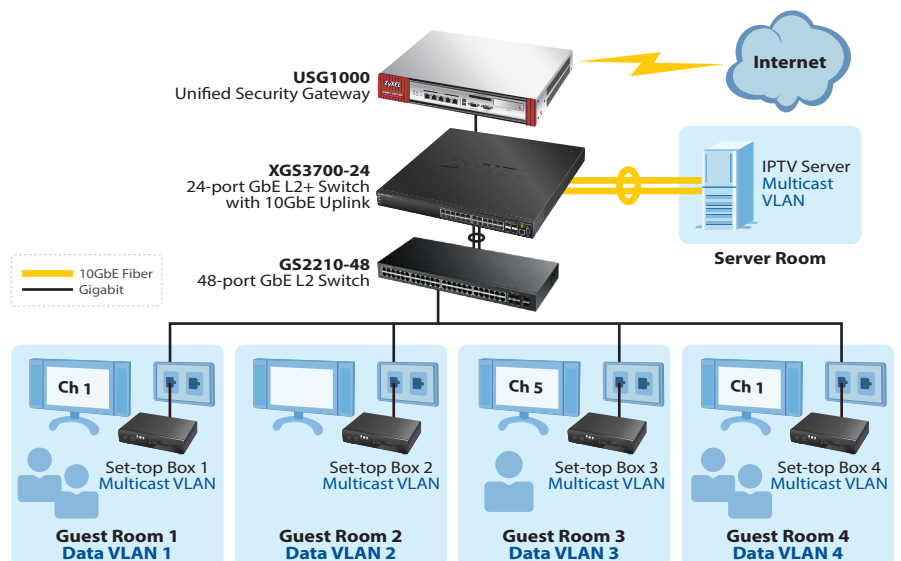 Internet
USG1000
Unified Security Gateway
ZyXEL
XGS3700-24
24-port GbE L2+ Switch
with 10GbE Uplink
IPTV Server
Multicast
VLAN
Server Room
GS2210-48
48-port GbE L2 Switch
10GbE Fiber
Gigabit
Ch 1
Set-top Box 1
Multicast VLAN
Guest Room 1
Data VLAN 1
Set-top Box 2
Multicast VLAN
Guest Room 2
Data VLAN 2
Ch 5
Set-top Box 3
Multicast VLAN
Guest Room 3
Data VLAN 3
Ch 1
Set-top Box 4
Multicast VLAN
Guest Room 4
Data VLAN 4